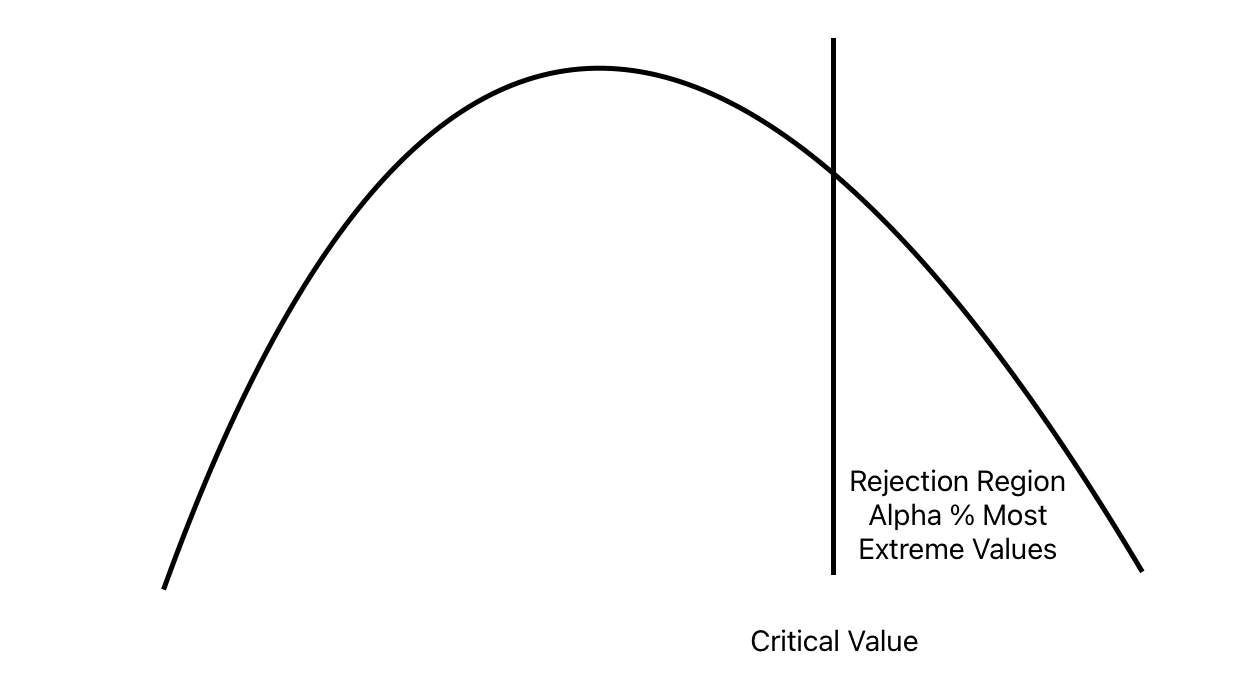 Rejection Region
Alpha % Most
Extreme Values
Critical Value